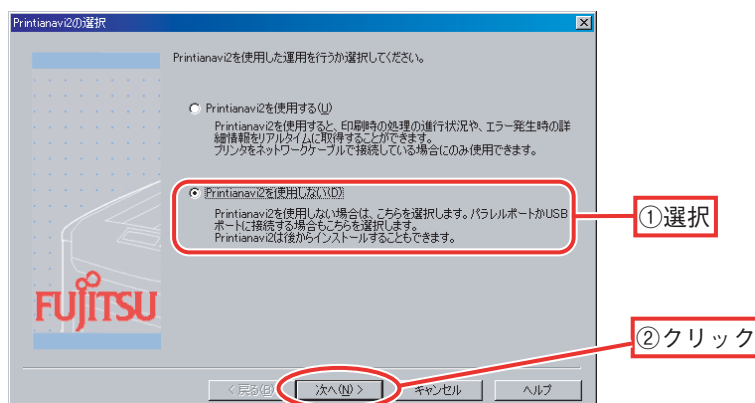 Printianavi2の選択
Printianavi2を使用した運用を行うか選択してください。
Printianavi2を使用する(U)
Printianavi2を使用すると、印刷時の処理の進行状況や、エラー発生時の詳
細情報をリアルタイムに取得することができます。
プリンタをネットワークケーブルで接続している場合にのみ使用できます。
Printianavi2を使用しない(D)
Printianavi2を使用しない場合は、こちらを選択します。パラレルポートかUSB
ポートに接続する場合もこちらを選択します。
Printianavi2は後からインストールすることもできます。
①選択
FUJITSU
②クリック
< 戻る(B)
次へ(N) >
キャンセル
ヘルプ